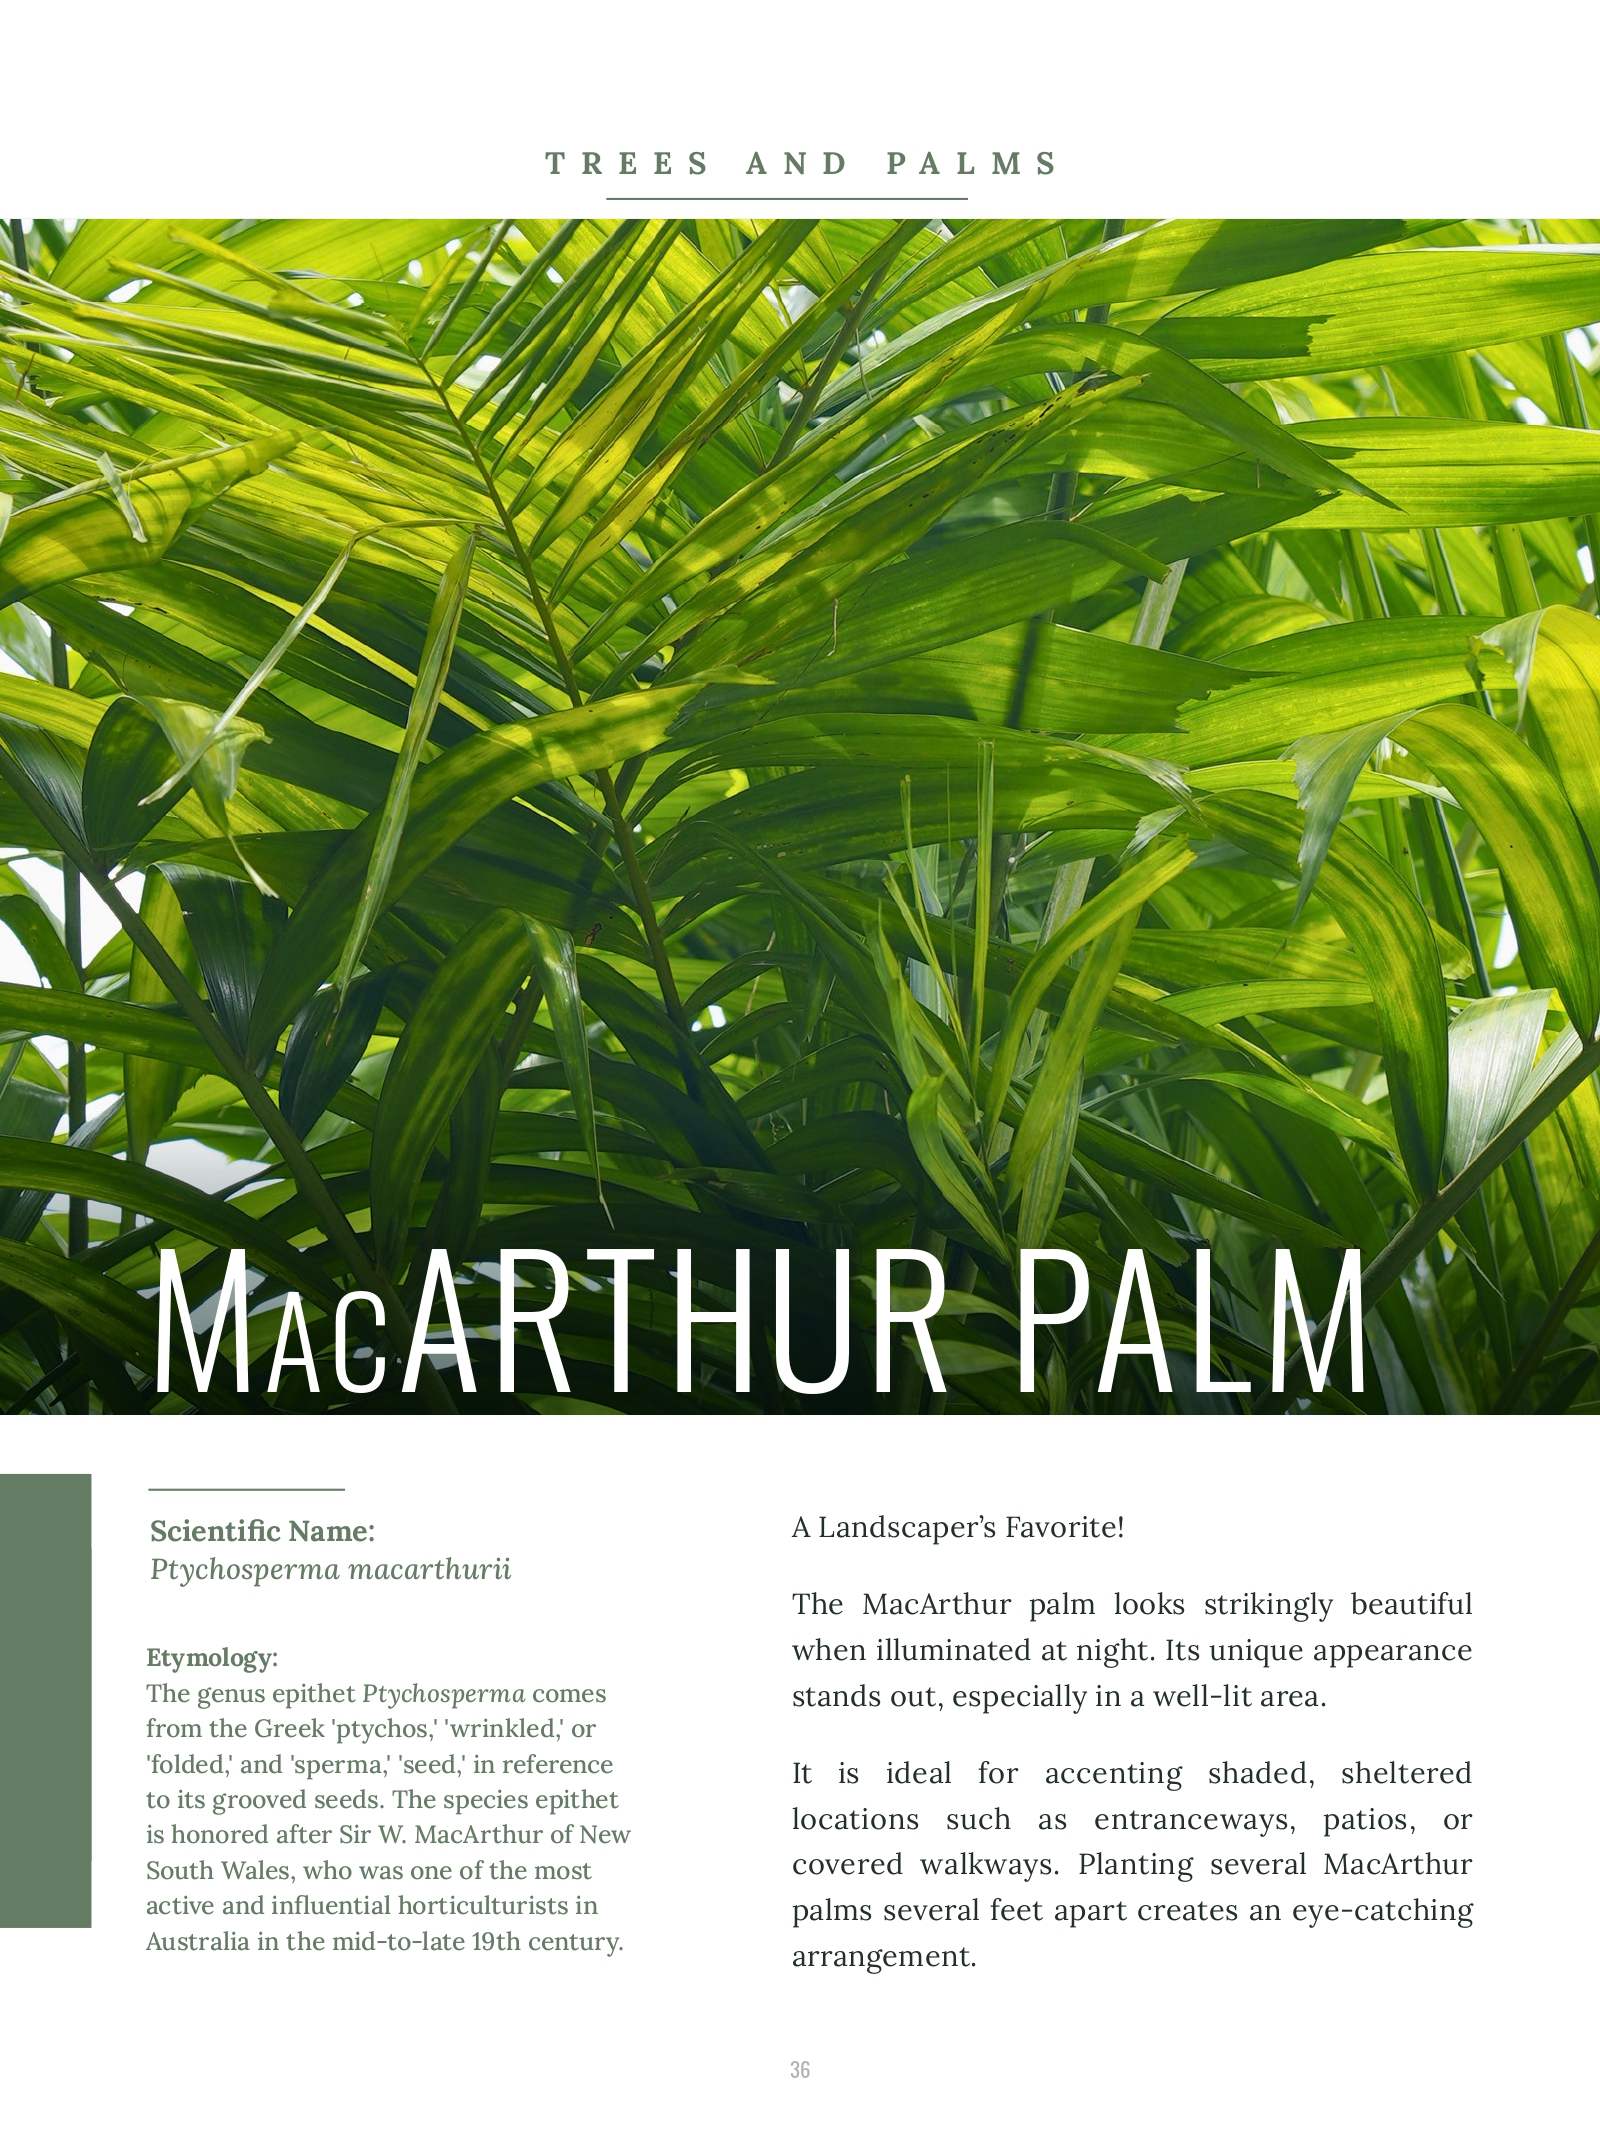 TREES AND PALMS
MACARTHUR PALM
Scientific Name:
Ptychosperma macarthurii
Etymology:
The genus epithet Ptychosperma comes
from the Greek 'ptychos,' 'wrinkled,' or
'folded,' and 'sperma,' 'seed,' in reference
to its grooved seeds. The species epithet
is honored after Sir W. MacArthur of New
South Wales, who was one of the most
active and influential horticulturists in
Australia in the mid-to-late 19th century.
A Landscaper’s Favorite!
The MacArthur palm looks strikingly beautiful
when illuminated at night. Its unique appearance
stands out, especially in a well-lit area.
It is ideal for accenting shaded, sheltered
locations such as entranceways, patios, or
covered walkways. Planting several MacArthur
palms several feet apart creates an eye-catching
arrangement.
36